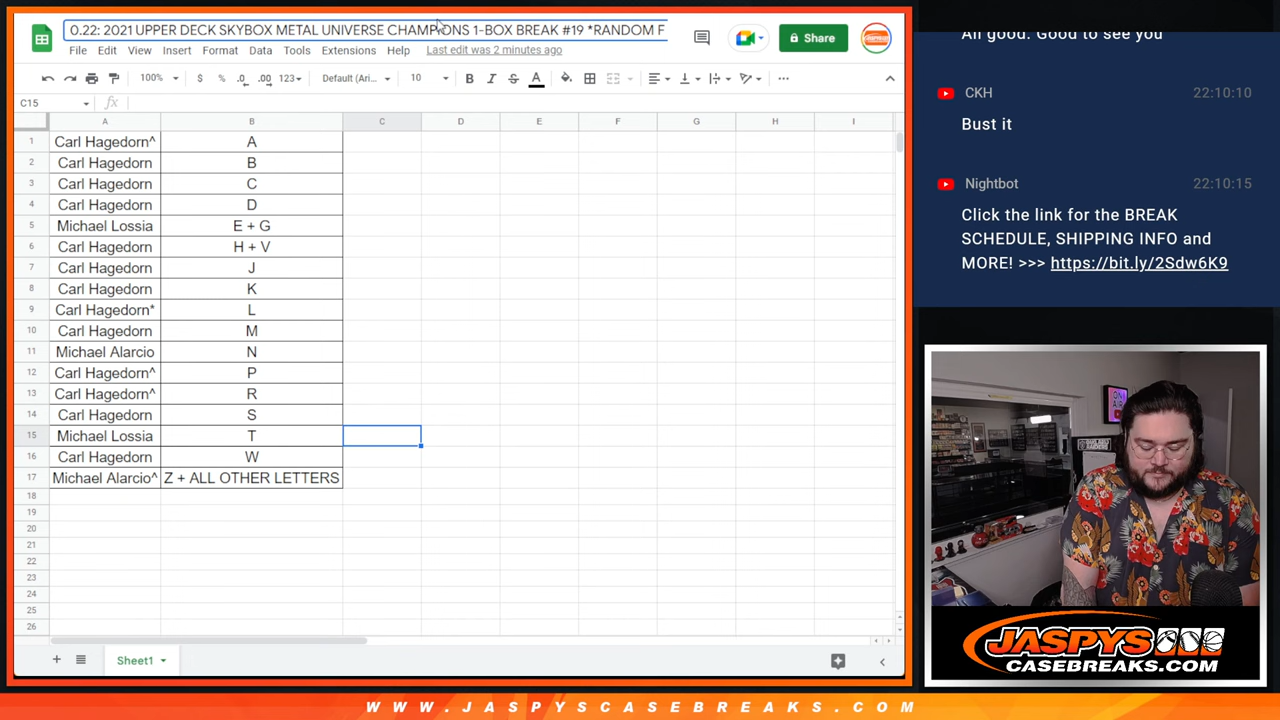 0.22: 2021 UPPER DECK SKYBOX METAL UNIVERSE CHAMPIONS 1-BOX BREAK #19 *RANDOM F
File Edit View Insert Format Data Tools Extensions Help Last edit was 2 minutes ago
Share
100% $ % .0 .00 123 Default (Ari... 10 B I S A
C15 fx
A B C D E F G H I
1 Carl Hagedorn^ A
2 Carl Hagedorn B
3 Carl Hagedorn C
4 Carl Hagedorn D
5 Michael Lossia E + G
6 Carl Hagedorn H + V
7 Carl Hagedorn J
8 Carl Hagedorn K
9 Carl Hagedorn* L
10 Carl Hagedorn M
11 Michael Alarcio N
12 Carl Hagedorn^ P
13 Carl Hagedorn^ R
14 Carl Hagedorn S
15 Michael Lossia T
16 Carl Hagedorn W
17 Michael Alarcio^ Z + ALL OTHER LETTERS
18
19
20
21
22
23
24
25
26
Sheet1
All good. Good to see you
CKH 22:10:10
Bust it
Nightbot 22:10:15
Click the link for the BREAK
SCHEDULE, SHIPPING INFO and
MORE! >>> https://bit.ly/2Sdw6K9
ON
AIR
JASPYS
CASEBREAKS.COM
WWW.JASPYSCASEBREAKS.COM